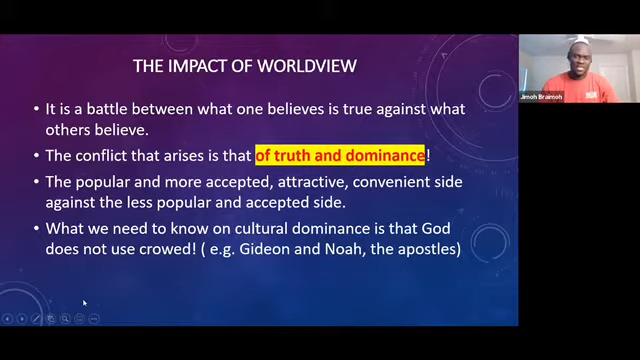 THE IMPACT OF WORLDVIEW
• It is a battle between what one believes is true against what
others believe.
• The conflict that arises is that of truth and dominance!
• The popular and more accepted, attractive, convenient side
against the less popular and accepted side.
• What we need to know on cultural dominance is that God
does not use crowed! ( e.g. Gideon and Noah, the apostles)
Jimoh Braimoh